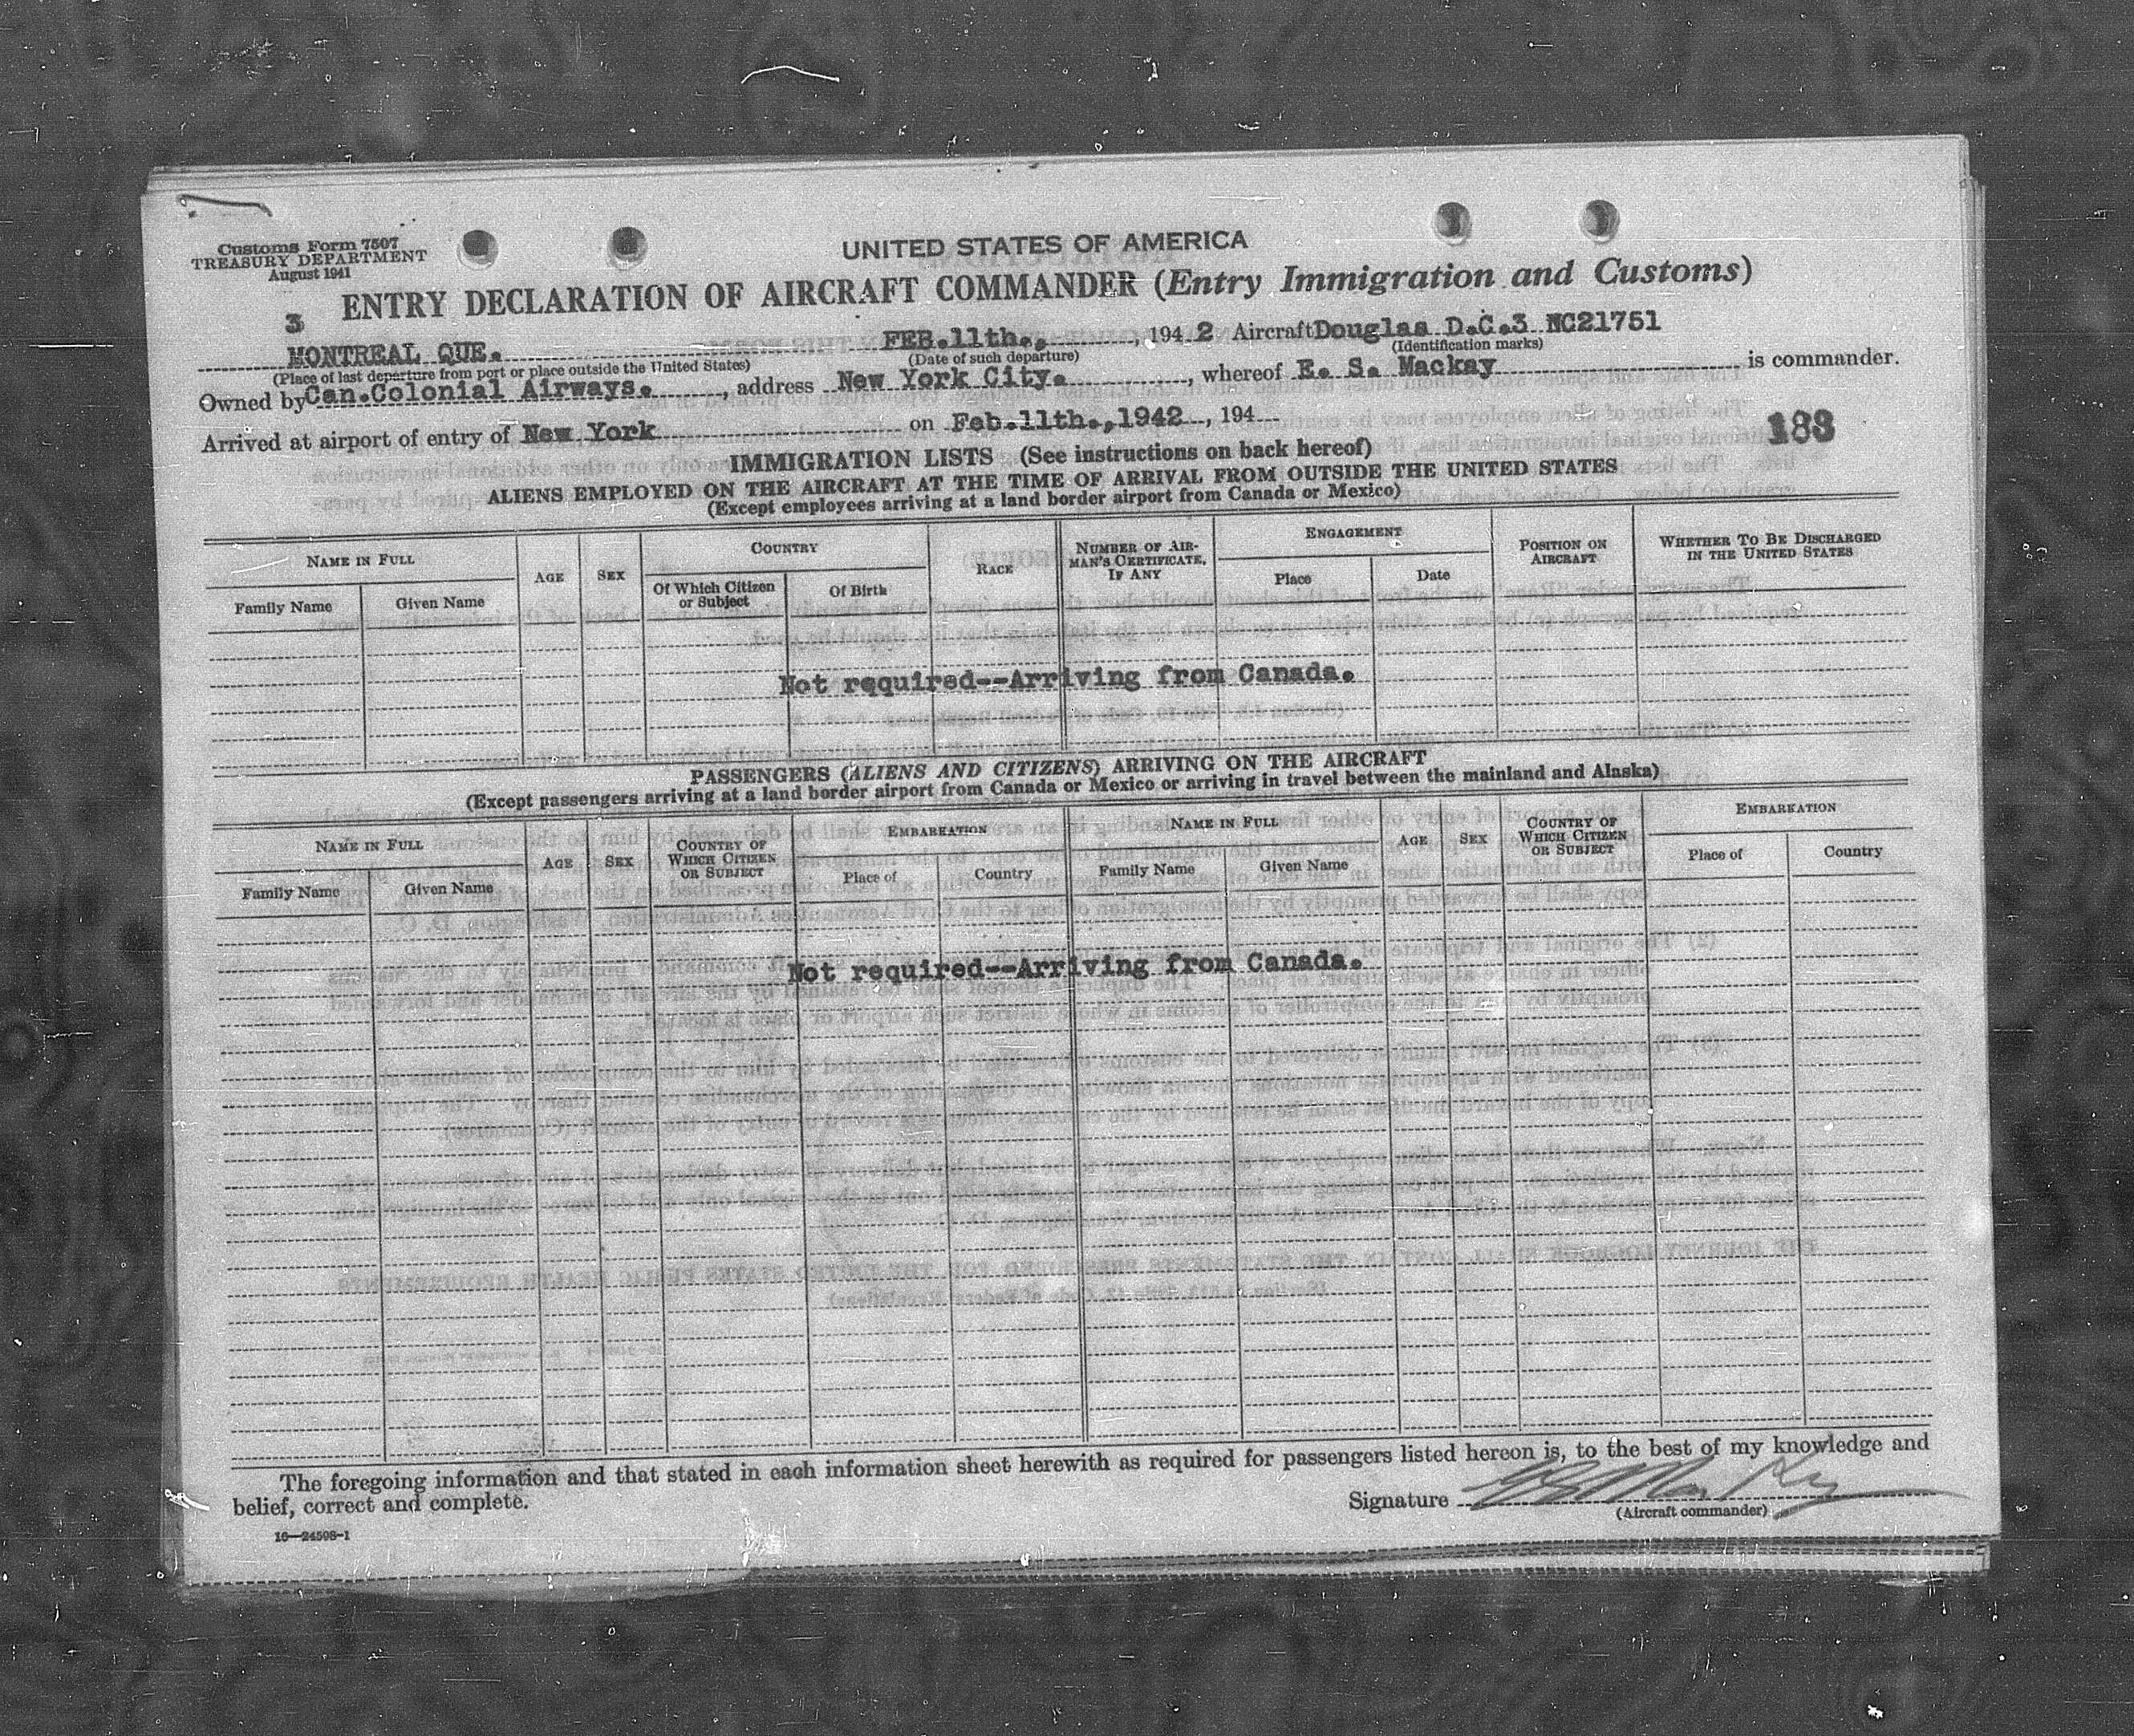 Customs Form 7507
TREASURY DEPARTMENT
August 1941
UNITED STATES OF AMERICA
ENTRY DECLARATION OF AIRCRAFT COMMANDER (Entry Immigration and Customs)
3
MONTREAL QUE. FEB.11th., , 194 2 Aircraft Douglas D.C.3 NC21751
(Place of last departure from port or place outside the United States) (Date of such departure) (Identification marks)
Owned by Can.Colonial Airways. , address New York City. , whereof E. S. Mackay is commander.
Arrived at airport of entry of New York on Feb.11th.,1942 , 194
183
IMMIGRATION LISTS (See instructions on back hereof)
ALIENS EMPLOYED ON THE AIRCRAFT AT THE TIME OF ARRIVAL FROM OUTSIDE THE UNITED STATES
(Except employees arriving at a land border airport from Canada or Mexico)
NAME IN FULL AGE SEX COUNTRY RACE NUMBER OF AIR-MAN'S CERTIFICATE, IF ANY ENGAGEMENT POSITION ON AIRCRAFT WHETHER TO BE DISCHARGED IN THE UNITED STATES
Family Name Given Name Of Which Citizen or Subject Of Birth Place Date
Not required--Arriving from Canada.
PASSENGERS (ALIENS AND CITIZENS) ARRIVING ON THE AIRCRAFT
(Except passengers arriving at a land border airport from Canada or Mexico or arriving in travel between the mainland and Alaska)
NAME IN FULL AGE SEX COUNTRY OF WHICH CITIZEN OR SUBJECT EMBARKATION NAME IN FULL AGE SEX COUNTRY OF WHICH CITIZEN OR SUBJECT EMBARKATION
Family Name Given Name Place of Country Family Name Given Name Place of Country
Not required--Arriving from Canada.
The foregoing information and that stated in each information sheet herewith as required for passengers listed hereon is, to the best of my knowledge and
belief, correct and complete.
Signature ES MacKay
(Aircraft commander)
16—24598-1